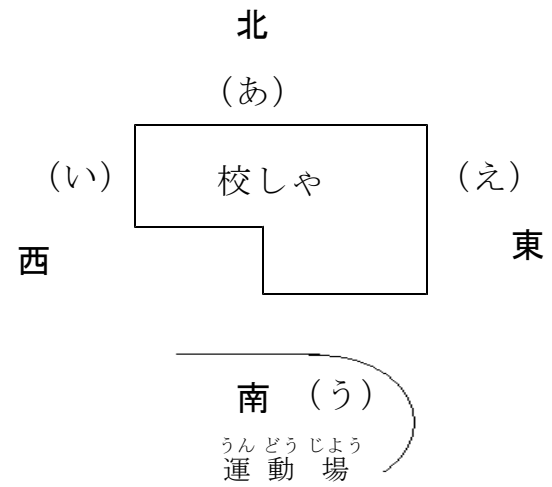 北
(あ)
(い) 校しゃ (え)
西 東
南 (う)
うん どう じよう
運 動 場